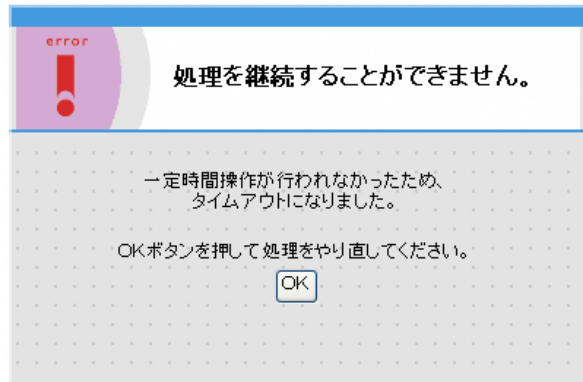 error
処理を継続することができません。
一定時間操作が行われなかったため、
タイムアウトになりました。
OKボタンを押して処理をやり直してください。
OK